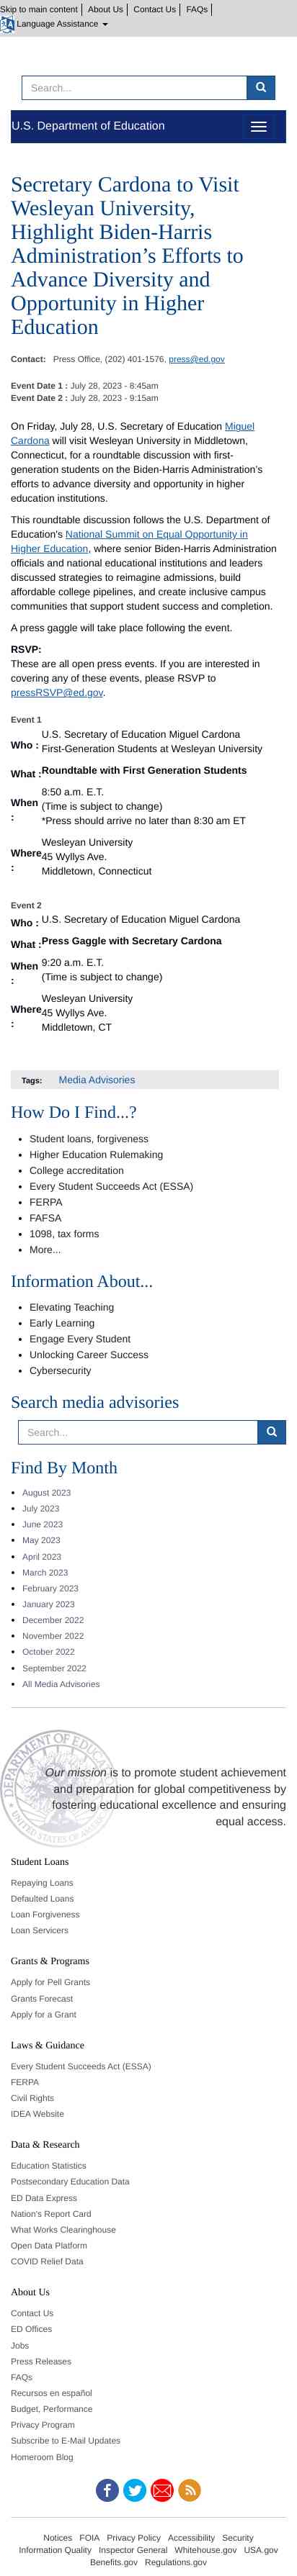 Skip to main content
About Us
Contact Us
FAQs
Language Assistance
Search...
U.S. Department of Education
Secretary Cardona to Visit
Wesleyan University,
Highlight Biden-Harris
Administration’s Efforts to
Advance Diversity and
Opportunity in Higher
Education
Contact: Press Office, (202) 401-1576, press@ed.gov
Event Date 1 : July 28, 2023 - 8:45am
Event Date 2 : July 28, 2023 - 9:15am
On Friday, July 28, U.S. Secretary of Education Miguel
Cardona will visit Wesleyan University in Middletown,
Connecticut, for a roundtable discussion with first-
generation students on the Biden-Harris Administration’s
efforts to advance diversity and opportunity in higher
education institutions.
This roundtable discussion follows the U.S. Department of
Education's National Summit on Equal Opportunity in
Higher Education, where senior Biden-Harris Administration
officials and national educational institutions and leaders
discussed strategies to reimagine admissions, build
affordable college pipelines, and create inclusive campus
communities that support student success and completion.
A press gaggle will take place following the event.
RSVP:
These are all open press events. If you are interested in
covering any of these events, please RSVP to
pressRSVP@ed.gov.
Event 1
Who : U.S. Secretary of Education Miguel Cardona
First-Generation Students at Wesleyan University
What : Roundtable with First Generation Students
When : 8:50 a.m. E.T.
(Time is subject to change)
*Press should arrive no later than 8:30 am ET
Where : Wesleyan University
45 Wyllys Ave.
Middletown, Connecticut
Event 2
Who : U.S. Secretary of Education Miguel Cardona
What : Press Gaggle with Secretary Cardona
When : 9:20 a.m. E.T.
(Time is subject to change)
Where : Wesleyan University
45 Wyllys Ave.
Middletown, CT
Tags: Media Advisories
How Do I Find...?
Student loans, forgiveness
Higher Education Rulemaking
College accreditation
Every Student Succeeds Act (ESSA)
FERPA
FAFSA
1098, tax forms
More...
Information About...
Elevating Teaching
Early Learning
Engage Every Student
Unlocking Career Success
Cybersecurity
Search media advisories
Search...
Find By Month
August 2023
July 2023
June 2023
May 2023
April 2023
March 2023
February 2023
January 2023
December 2022
November 2022
October 2022
September 2022
All Media Advisories
Our mission is to promote student achievement
and preparation for global competitiveness by
fostering educational excellence and ensuring
equal access.
Student Loans
Repaying Loans
Defaulted Loans
Loan Forgiveness
Loan Servicers
Grants & Programs
Apply for Pell Grants
Grants Forecast
Apply for a Grant
Laws & Guidance
Every Student Succeeds Act (ESSA)
FERPA
Civil Rights
IDEA Website
Data & Research
Education Statistics
Postsecondary Education Data
ED Data Express
Nation's Report Card
What Works Clearinghouse
Open Data Platform
COVID Relief Data
About Us
Contact Us
ED Offices
Jobs
Press Releases
FAQs
Recursos en español
Budget, Performance
Privacy Program
Subscribe to E-Mail Updates
Homeroom Blog
Notices FOIA Privacy Policy Accessibility Security
Information Quality Inspector General Whitehouse.gov USA.gov
Benefits.gov Regulations.gov